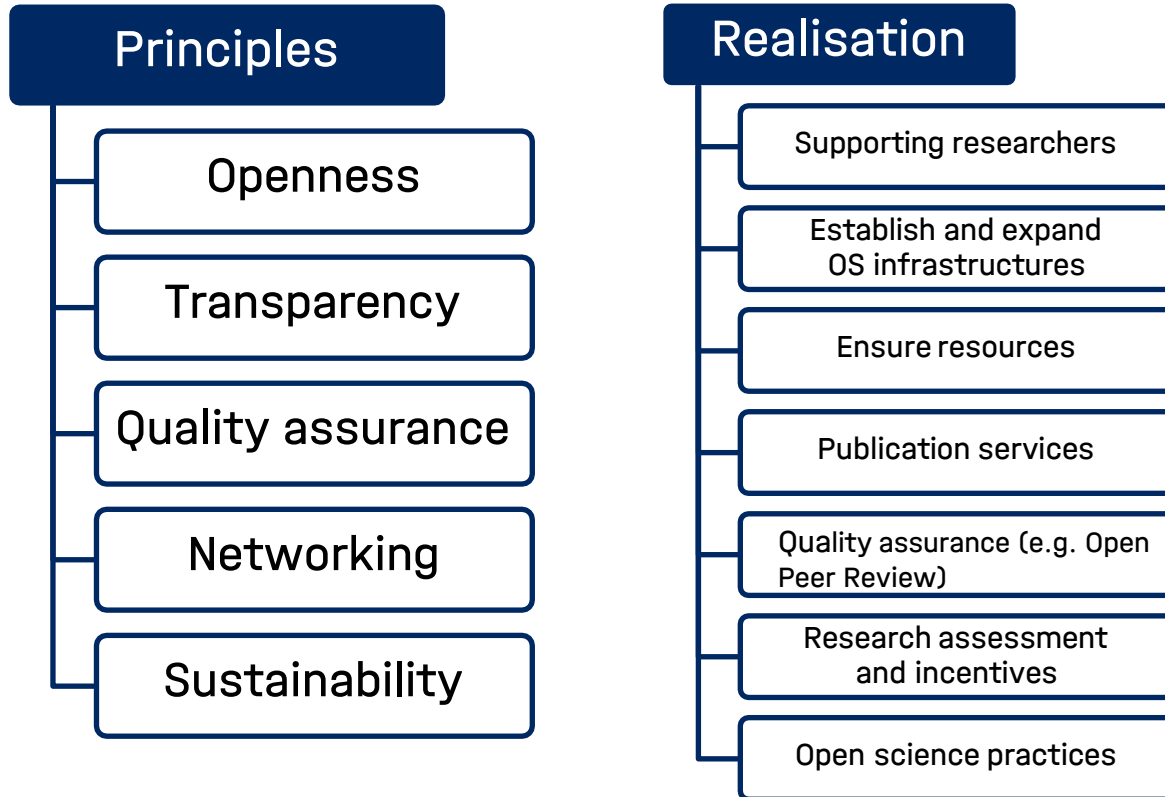 Principles
Openness
Transparency
Quality assurance
Networking
Sustainability
Realisation
Supporting researchers
Establish and expand
OS infrastructures
Ensure resources
Publication services
Quality assurance (e.g. Open
Peer Review)
Research assessment
and incentives
Open science practices